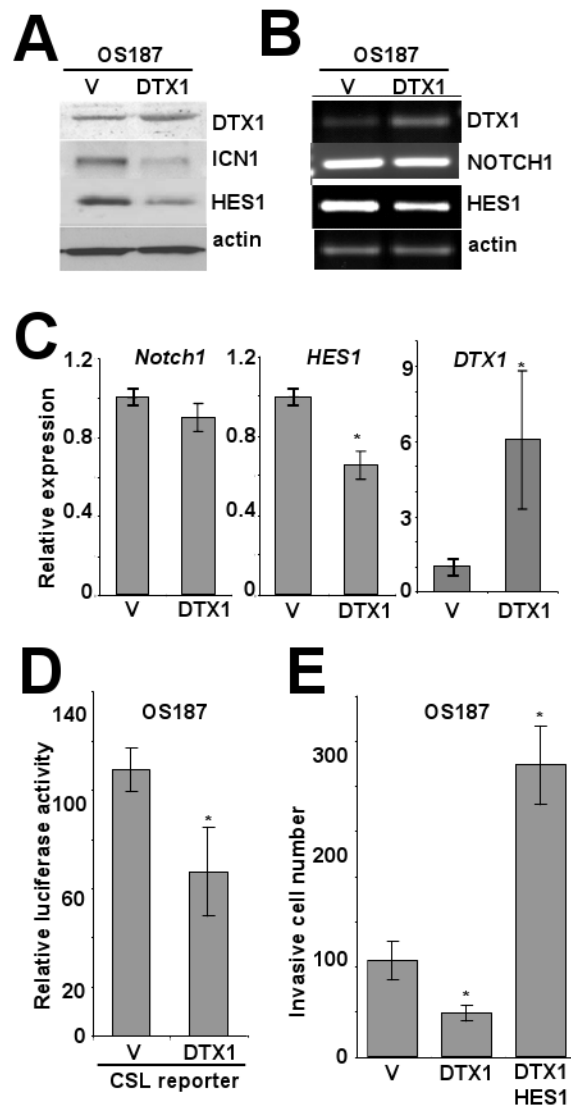 A
OS187
V DTX1
DTX1
ICN1
HES1
actin
B
OS187
V DTX1
DTX1
NOTCH1
HES1
actin
C
Relative expression
Notch1
1.2
0.8
0.4
0
V DTX1
HES1
1.2
0.8
0.4
0
*
V DTX1
DTX1
9
6
3
0
*
V DTX1
D
OS187
Relative luciferase activity
140
100
60
20
0
*
V DTX1
CSL reporter
E
OS187
Invasive cell number
300
200
100
0
*
*
V DTX1 DTX1
HES1